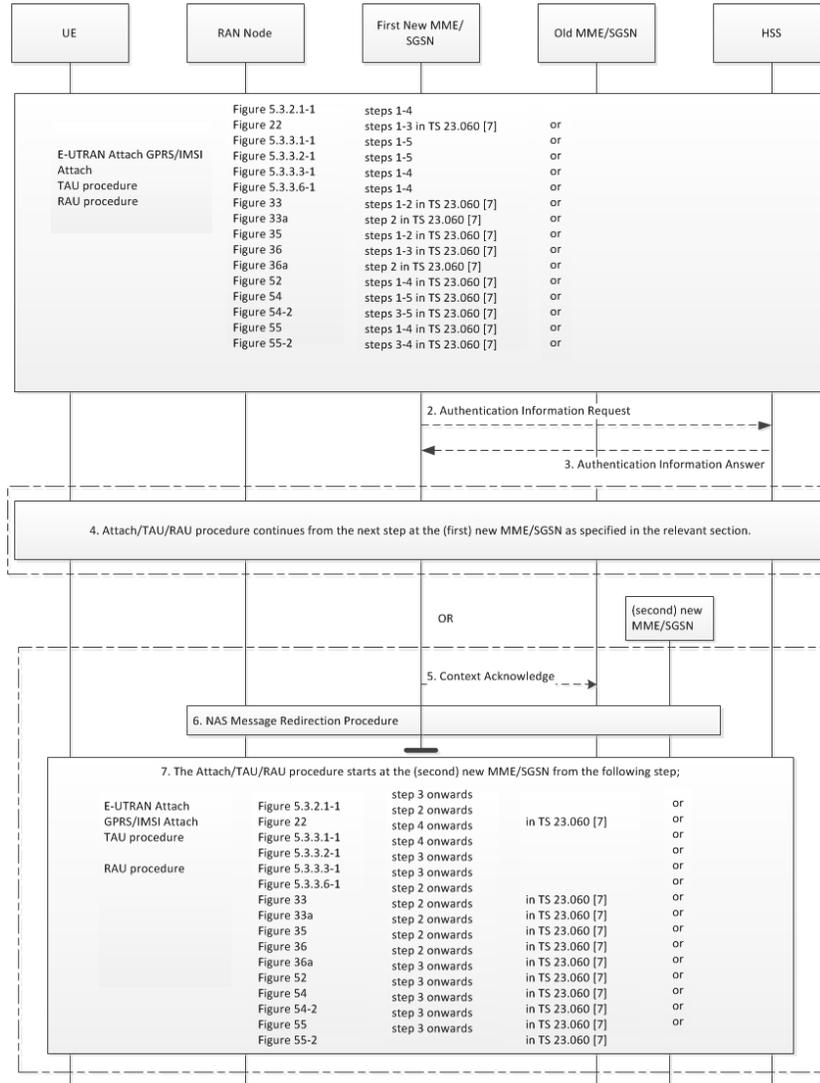 UE
RAN Node
First New MME/
SGSN
Old MME/SGSN
HSS
Figure 5.3.2.1-1 steps 1-4
Figure 22 steps 1-3 in TS 23.060 [7] or
Figure 5.3.3.1-1 steps 1-5 or
E-UTRAN Attach GPRS/IMSI Figure 5.3.3.2-1 steps 1-5 or
Attach Figure 5.3.3.3-1 steps 1-4 or
TAU procedure Figure 5.3.3.6-1 steps 1-4 or
RAU procedure Figure 33 steps 1-2 in TS 23.060 [7] or
Figure 33a step 2 in TS 23.060 [7] or
Figure 35 steps 1-2 in TS 23.060 [7] or
Figure 36 steps 1-3 in TS 23.060 [7] or
Figure 36a step 2 in TS 23.060 [7] or
Figure 52 steps 1-4 in TS 23.060 [7] or
Figure 54 steps 1-5 in TS 23.060 [7] or
Figure 54-2 steps 3-5 in TS 23.060 [7] or
Figure 55 steps 1-4 in TS 23.060 [7] or
Figure 55-2 steps 3-4 in TS 23.060 [7] or
2. Authentication Information Request
3. Authentication Information Answer
4. Attach/TAU/RAU procedure continues from the next step at the (first) new MME/SGSN as specified in the relevant section.
OR
(second) new
MME/SGSN
5. Context Acknowledge
6. NAS Message Redirection Procedure
7. The Attach/TAU/RAU procedure starts at the (second) new MME/SGSN from the following step;
step 3 onwards
E-UTRAN Attach Figure 5.3.2.1-1 step 2 onwards or
GPRS/IMSI Attach Figure 22 step 4 onwards in TS 23.060 [7] or
TAU procedure Figure 5.3.3.1-1 step 4 onwards or
Figure 5.3.3.2-1 step 3 onwards or
RAU procedure Figure 5.3.3.3-1 step 3 onwards or
Figure 5.3.3.6-1 step 2 onwards or
Figure 33 step 2 onwards in TS 23.060 [7] or
Figure 33a step 2 onwards in TS 23.060 [7] or
Figure 35 step 2 onwards in TS 23.060 [7] or
Figure 36 step 2 onwards in TS 23.060 [7] or
Figure 36a step 3 onwards in TS 23.060 [7] or
Figure 52 step 3 onwards in TS 23.060 [7] or
Figure 54 step 3 onwards in TS 23.060 [7] or
Figure 54-2 step 3 onwards in TS 23.060 [7] or
Figure 55 step 3 onwards in TS 23.060 [7] or
Figure 55-2 in TS 23.060 [7]